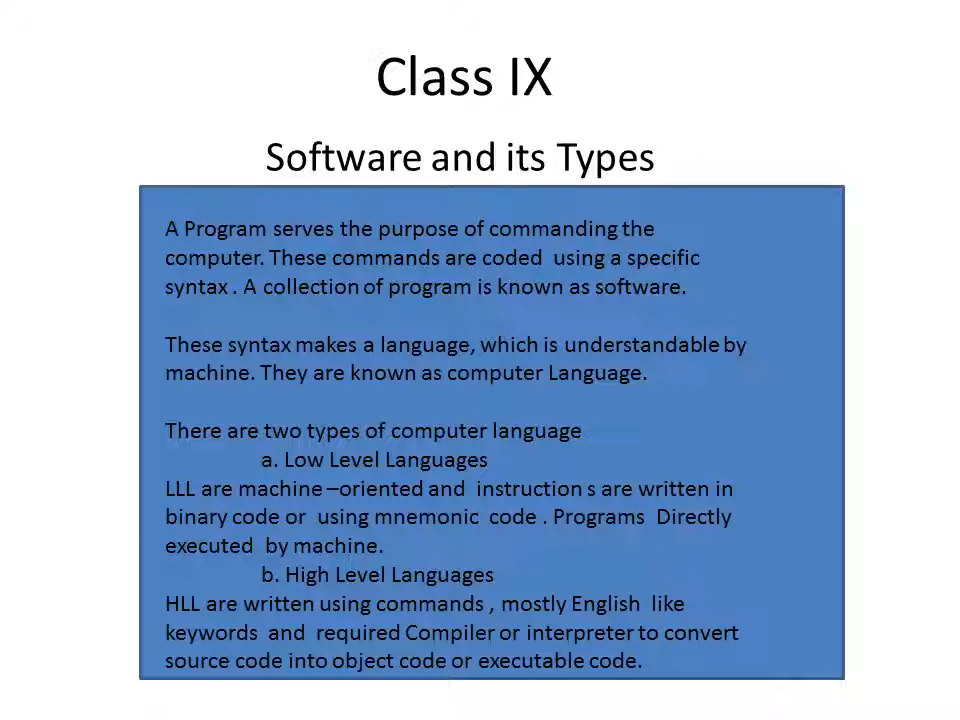 Class IX
Software and its Types
A Program serves the purpose of commanding the
computer. These commands are coded using a specific
syntax . A collection of program is known as software.
These syntax makes a language, which is understandable by
machine. They are known as computer Language.
There are two types of computer language
a. Low Level Languages
LLL are machine –oriented and instruction s are written in
binary code or using mnemonic code . Programs Directly
executed by machine.
b. High Level Languages
HLL are written using commands , mostly English like
keywords and required Compiler or interpreter to convert
source code into object code or executable code.